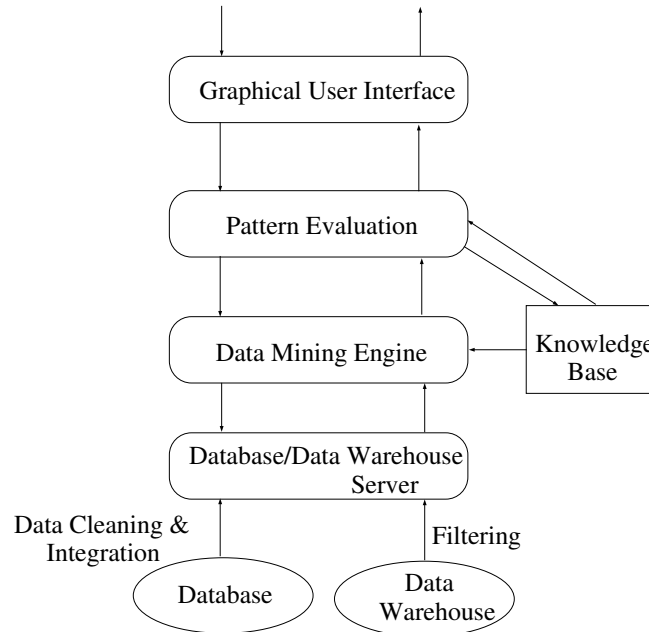 Graphical User Interface
Pattern Evaluation
Data Mining Engine
Knowledge
Base
Database/Data Warehouse
Server
Data Cleaning &
Integration
Filtering
Database
Data
Warehouse